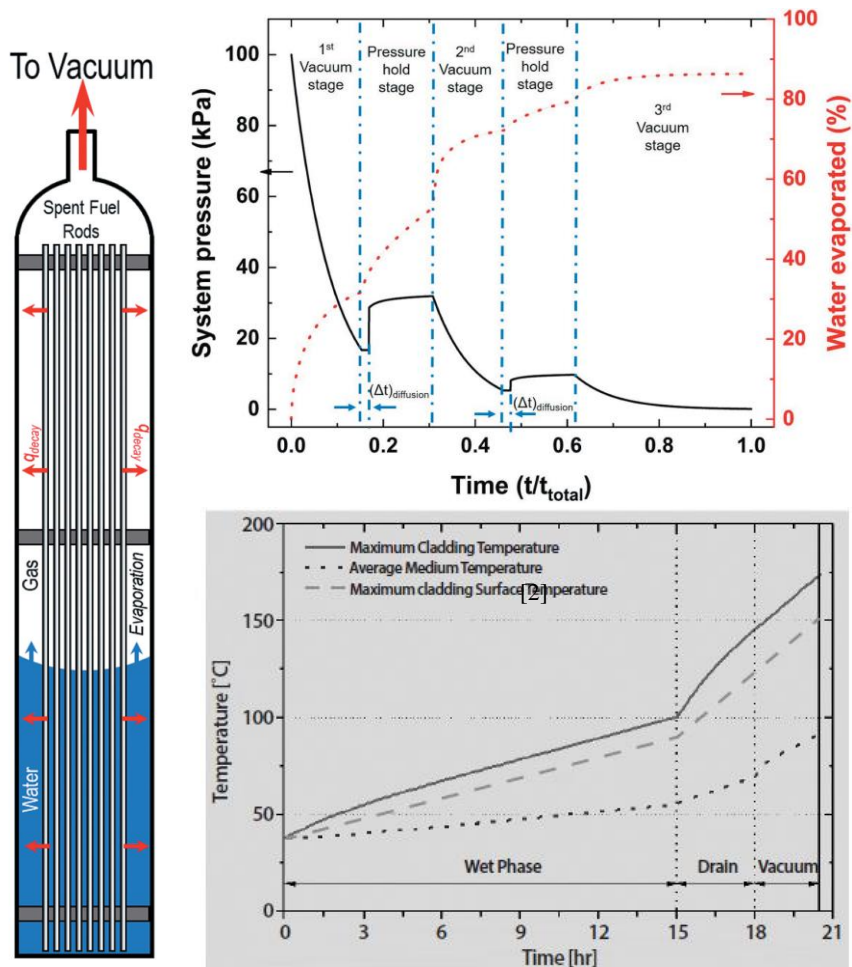 To Vacuum
Spent Fuel
Rods
q_decay
q_decay
Gas
Evaporation
Water
System pressure (kPa)
100
80
60
40
20
0
1st
Vacuum
stage
Pressure
hold
stage
2nd
Vacuum
stage
Pressure
hold
stage
3rd
Vacuum
stage
(Δt)diffusion
(Δt)diffusion
100
80
60
40
20
0
Water evaporated (%)
0.0 0.2 0.4 0.6 0.8 1.0
Time (t/t_total)
Temperature [°C]
200
150
100
50
0
Maximum Cladding Temperature
Average Medium Temperature
Maximum cladding Surface Temperature
[2]
Wet Phase Drain Vacuum
0 3 6 9 12 15 18 21
Time [hr]